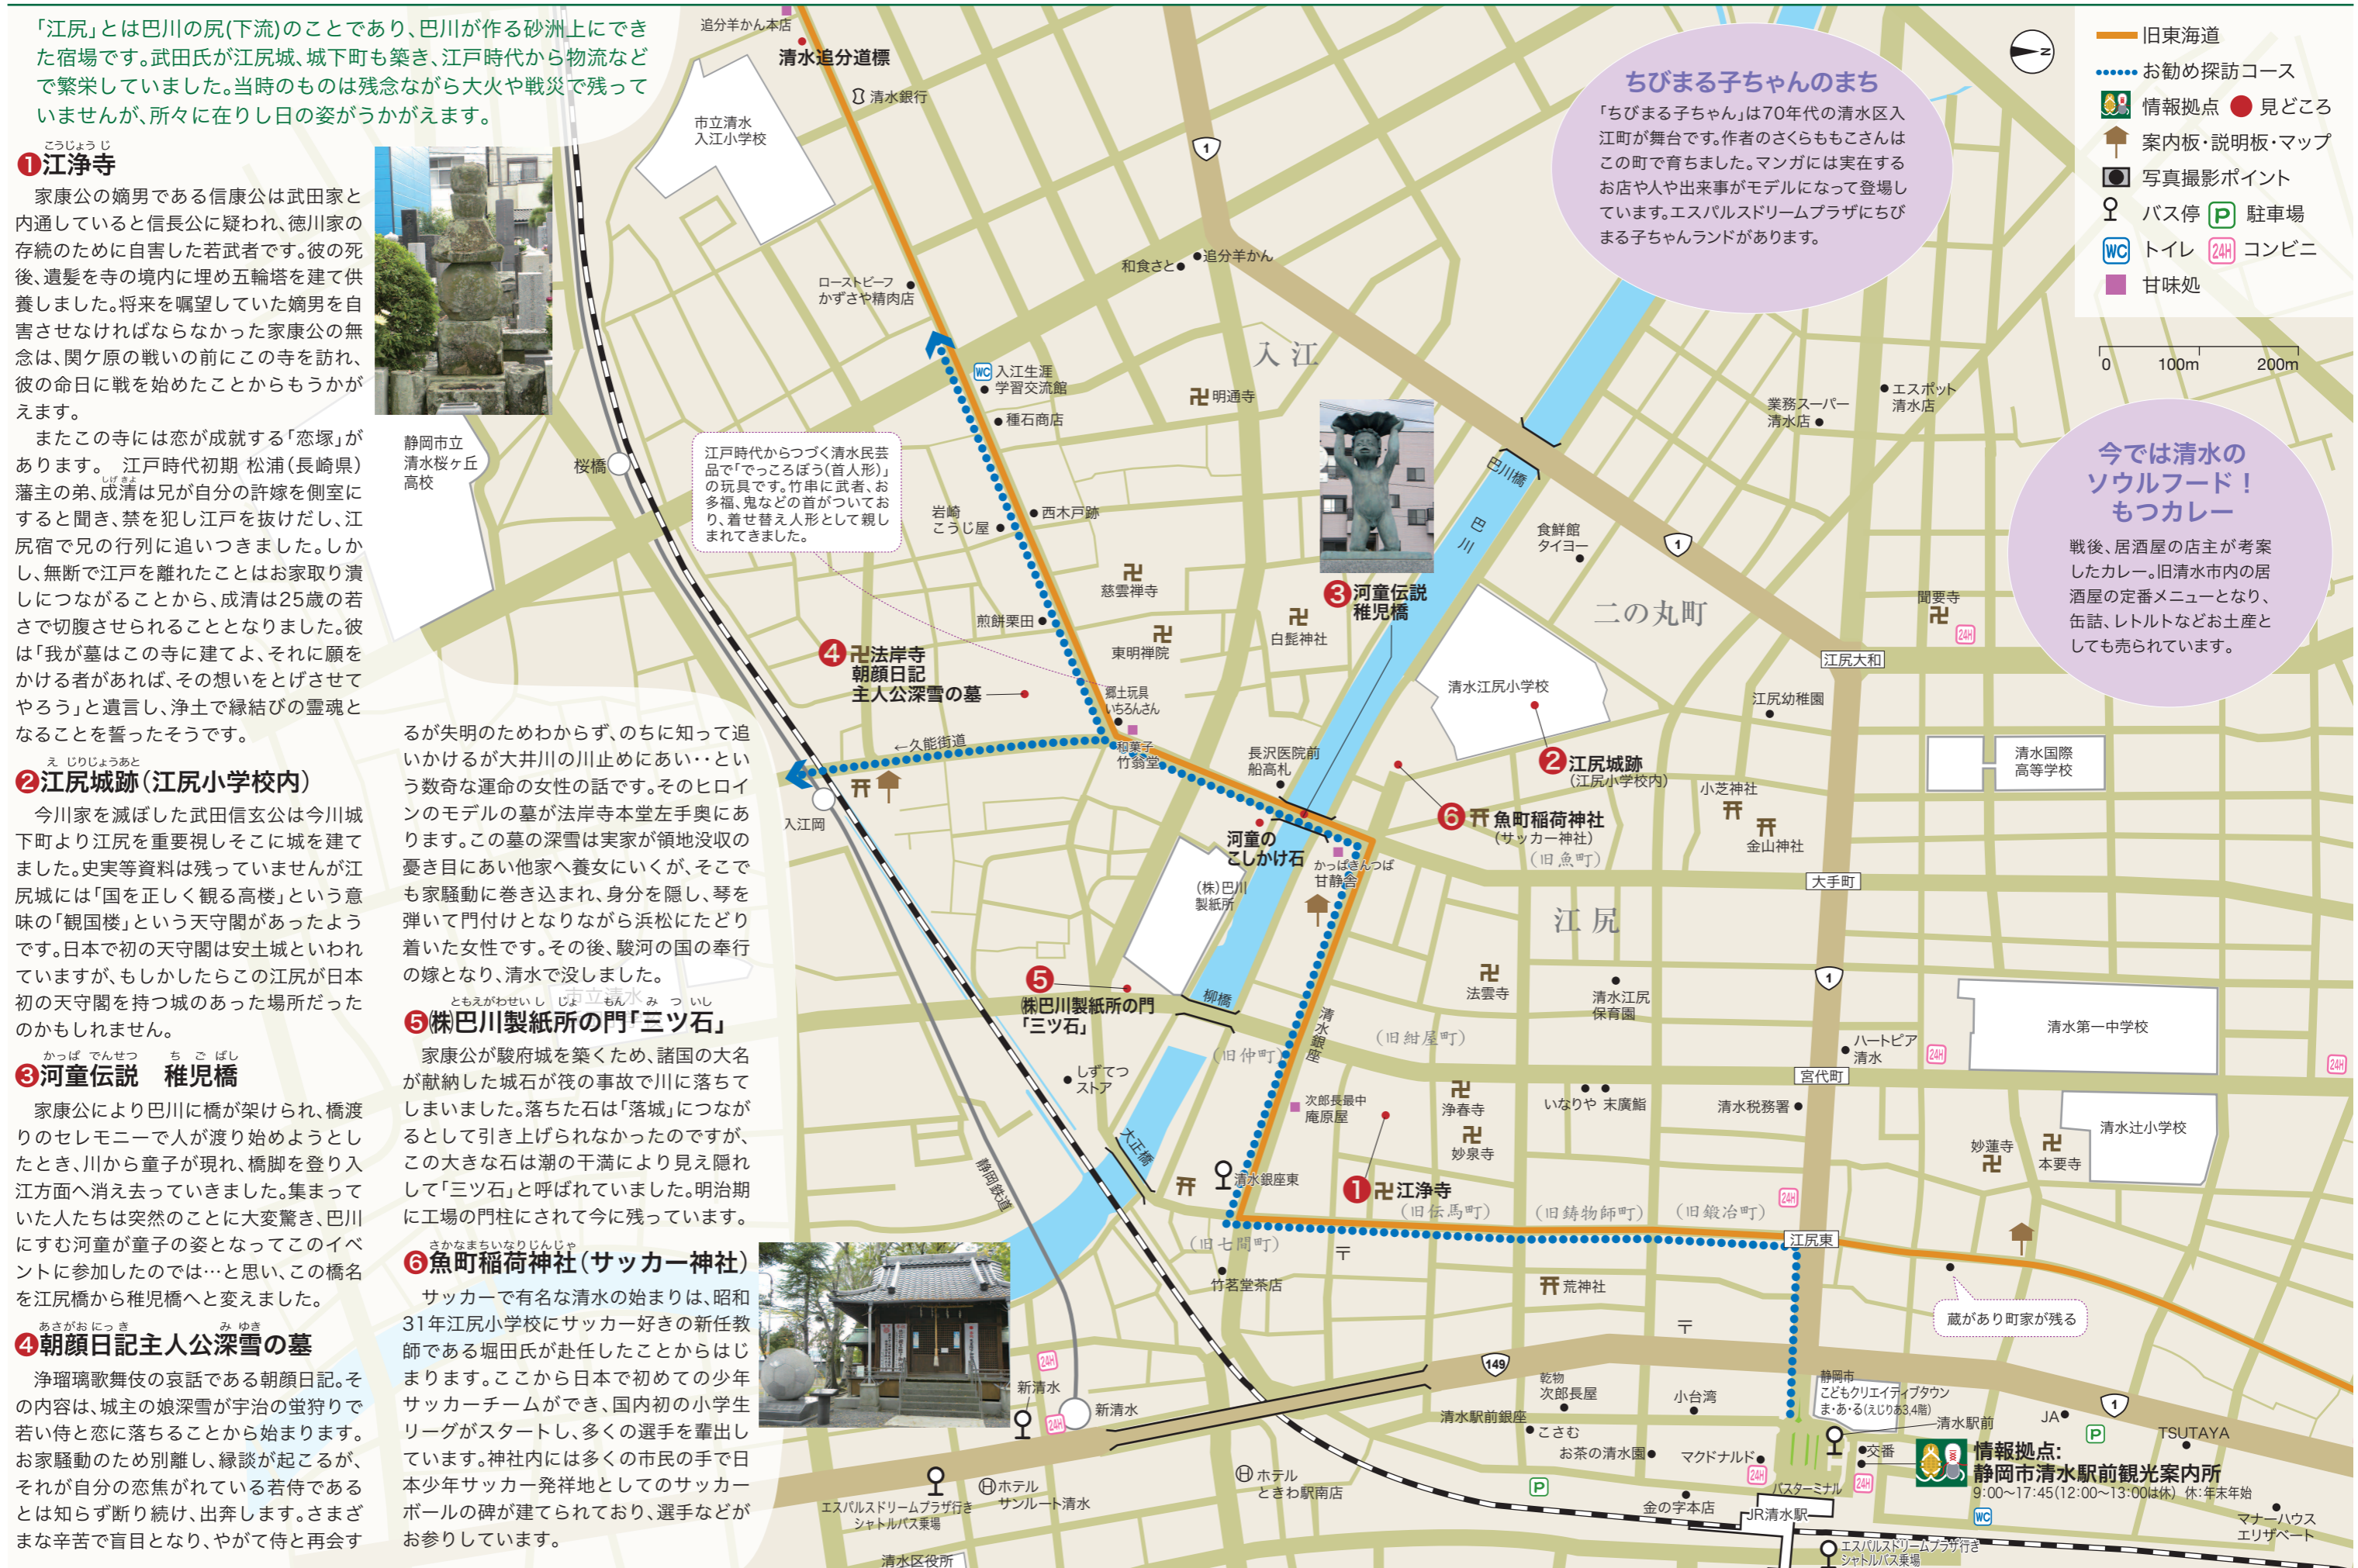 「江尻」とは巴川の尻(下流)のことであり、巴川が作る砂洲上にでき
た宿場です。武田氏が江尻城、城下町も築き、江戸時代から物流など
で繁栄していました。当時のものは残念ながら大火や戦災で残って
いませんが、所々に在りし日の姿がうかがえます。
こうじょうじ
❶江浄寺
家康公の嫡男である信康公は武田家と
内通していると信長公に疑われ、徳川家の
存続のために自害した若武者です。彼の死
後、遺髪を寺の境内に埋め五輪塔を建て供
養しました。将来を嘱望していた嫡男を自
害させなければならなかった家康公の無
念は、関ケ原の戦いの前にこの寺を訪れ、
彼の命日に戦を始めたことからもうかが
えます。
またこの寺には恋が成就する「恋塚」が
あります。 江戸時代初期 松浦(長崎県)
藩主の弟、成清は兄が自分の許嫁を側室に
しげきよ
すると聞き、禁を犯し江戸を抜けだし、江
尻宿で兄の行列に追いつきました。しか
し、無断で江戸を離れたことはお家取り潰
しにつながることから、成清は25歳の若
さで切腹させられることとなりました。彼
は「我が墓はこの寺に建てよ、それに願を
かける者があれば、その想いをとげさせて
やろう」と遺言し、浄土で縁結びの霊魂と
なることを誓ったそうです。
え じりじょうあと
❷江尻城跡(江尻小学校内)
今川家を滅ぼした武田信玄公は今川城
下町より江尻を重要視しそこに城を建て
ました。史実等資料は残っていませんが江
尻城には「国を正しく観る高楼」という意
味の「観国楼」という天守閣があったよう
です。日本で初の天守閣は安土城といわれ
ていますが、もしかしたらこの江尻が日本
初の天守閣を持つ城のあった場所だった
のかもしれません。
かっぱ でんせつ ち ご ばし
❸河童伝説 稚児橋
家康公により巴川に橋が架けられ、橋渡
りのセレモニーで人が渡り始めようとし
たとき、川から童子が現れ、橋脚を登り入
江方面へ消え去っていきました。集まって
いた人たちは突然のことに大変驚き、巴川
にすむ河童が童子の姿となってこのイベ
ントに参加したのでは…と思い、この橋名
を江尻橋から稚児橋へと変えました。
あさがおにっき み ゆき
❹朝顔日記主人公深雪の墓
浄瑠璃歌舞伎の哀話である朝顔日記。そ
の内容は、城主の娘深雪が宇治の蛍狩りで
若い侍と恋に落ちることから始まります。
お家騒動のため別離し、縁談が起こるが、
それが自分の恋焦がれている若侍である
とは知らず断り続け、出奔します。さまざ
まな辛苦で盲目となり、やがて侍と再会す
るが失明のためわからず、のちに知って追
いかけるが大井川の川止めにあい‥とい
う数奇な運命の女性の話です。そのヒロイ
ンのモデルの墓が法岸寺本堂左手奥にあ
ります。この墓の深雪は実家が領地没収の
憂き目にあい他家へ養女にいくが、そこで
も家騒動に巻き込まれ、身分を隠し、琴を
弾いて門付けとなりながら浜松にたどり
着いた女性です。その後、駿河の国の奉行
の嫁となり、清水で没しました。
ともえがわせい し じょ もん み つ いし
❺㈱巴川製紙所の門「三ツ石」
家康公が駿府城を築くため、諸国の大名
が献納した城石が筏の事故で川に落ちて
しまいました。落ちた石は「落城」につなが
るとして引き上げられなかったのですが、
この大きな石は潮の干満により見え隠れ
して「三ツ石」と呼ばれていました。明治期
に工場の門柱にされて今に残っています。
さかなまちいなりじんじゃ
❻魚町稲荷神社(サッカー神社)
サッカーで有名な清水の始まりは、昭和
31年江尻小学校にサッカー好きの新任教
師である堀田氏が赴任したことからはじ
まります。ここから日本で初めての少年
サッカーチームができ、国内初の小学生
リーグがスタートし、多くの選手を輩出し
ています。神社内には多くの市民の手で日
本少年サッカー発祥地としてのサッカー
ボールの碑が建てられており、選手などが
お参りしています。
追分羊かん本店
清水追分道標
清水銀行
市立清水
入江小学校
静岡市立
清水桜ヶ丘
高校
桜橋
ローストビーフ
かずさや精肉店
和食さと
追分羊かん
1
WC
入江生涯
学習交流館
種石商店
入江
卍 明通寺
江戸時代からつづく清水民芸
品で「でっころぼう(首人形)」
の玩具です。竹串に武者、お
多福、鬼などの首がついてお
り、着せ替え人形として親し
まれてきました。
岩崎
こうじ屋
西木戸跡
慈雲禅寺
煎餅栗田
東明禅院
白髭神社
❹卍法岸寺
朝顔日記
主人公深雪の墓
郷土玩具
いちろんさん
和菓子
竹翁堂
←久能街道
入江岡
❸河童伝説
稚児橋
長沢医院前
船高札
河童の
こしかけ石
かっぱきんつば
甘静舎
(株)巴川
製紙所
❺
㈱巴川製紙所の門
「三ツ石」
柳橋
しずてつ
ストア
大正橋
静岡鉄道
巴川橋
巴川
食鮮館
タイヨー
1
二の丸町
清水江尻小学校
❷江尻城跡
(江尻小学校内)
❻魚町稲荷神社
(サッカー神社)
(旧魚町)
江尻幼稚園
小芝神社
金山神社
江尻大和
大手町
江尻
法雲寺
清水江尻
保育園
清水銀座
(旧仲町)
(旧紺屋町)
次郎長最中
庵原屋
浄春寺
妙泉寺
いなりや
末廣鮨
清水税務署
宮代町
1
ハートピア
清水
24H
清水銀座東
❶卍江浄寺
(旧伝馬町)
(旧鋳物師町)
(旧鍛冶町)
24H
江尻東
(旧七間町)
〒
竹茗堂茶店
荒神社
〒
149
ちびまる子ちゃんのまち
「ちびまる子ちゃん」は70年代の清水区入
江町が舞台です。作者のさくらももこさんは
この町で育ちました。マンガには実在する
お店や人や出来事がモデルになって登場し
ています。エスパルスドリームプラザにちび
まる子ちゃんランドがあります。
N
旧東海道
お勧め探訪コース
情報拠点 見どころ
案内板・説明板・マップ
写真撮影ポイント
バス停 P 駐車場
WC トイレ 24H コンビニ
甘味処
0 100m 200m
業務スーパー
清水店
エスポット
清水店
今では清水の
ソウルフード!
もつカレー
戦後、居酒屋の店主が考案
したカレー。旧清水市内の居
酒屋の定番メニューとなり、
缶詰、レトルトなどお土産と
しても売られています。
聞要寺
24H
清水国際
高等学校
清水第一中学校
24H
清水辻小学校
妙蓮寺
本要寺
蔵があり町家が残る
24H
新清水
24H
新清水
エスパルスドリームプラザ行き
シャトルバス乗場
ホテル
サンルート清水
清水区役所
ホテル
ときわ駅南店
清水駅前銀座
乾物
次郎長屋
こさむ
小台湾
お茶の清水園
マクドナルド
24H
P
金の字本店
静岡市
こどもクリエイティブタウン
ま・あ・る(えじりあ3,4階)
清水駅前
交番
24H
バスターミナル
JR清水駅
情報拠点:
静岡市清水駅前観光案内所
9:00〜17:45(12:00〜13:00は休) 休:年末年始
JA
P
1
TSUTAYA
WC
マナーハウス
エリザベート
エスパルスドリームプラザ行き
シャトルバス乗場